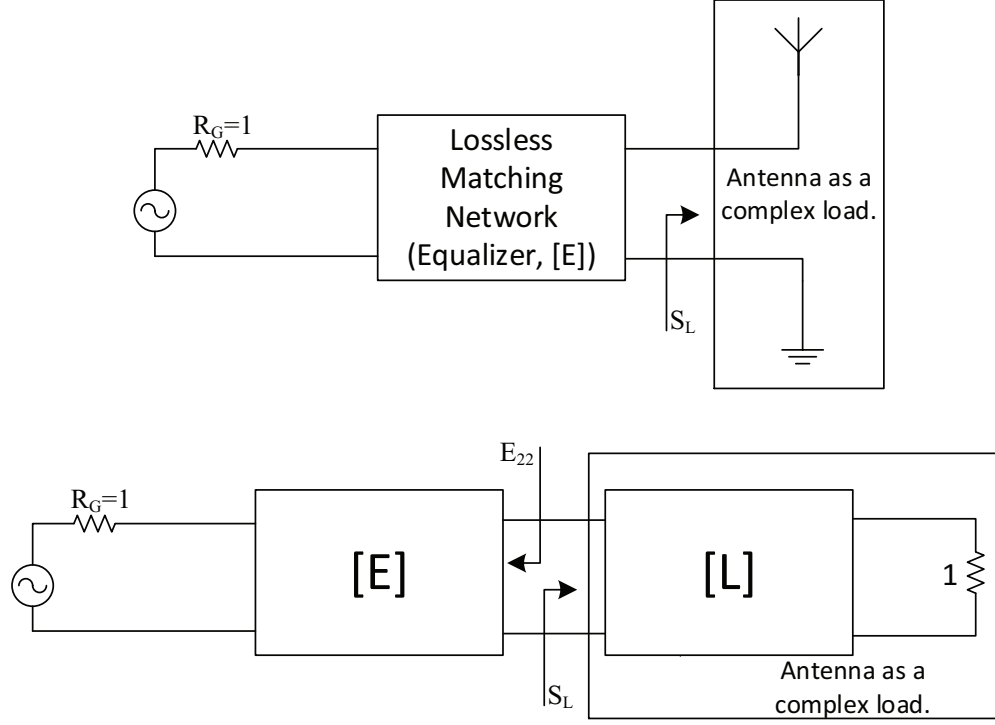 R_G=1
Lossless
Matching
Network
(Equalizer, [E])
Antenna as a
complex load.
S_L
E_22
R_G=1
[E]
[L]
1
S_L
Antenna as a
complex load.